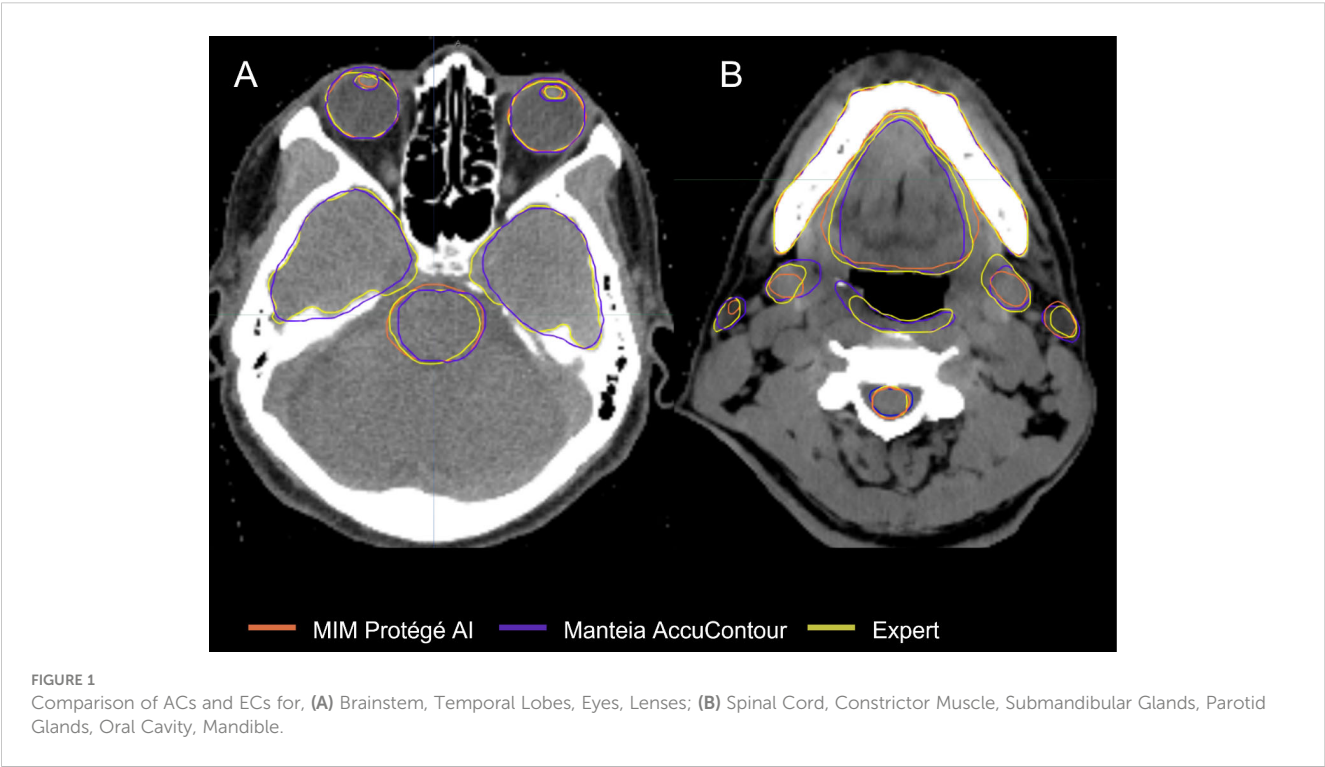 A
B
MIM Protégé AI Manteia AccuContour Expert
FIGURE 1
Comparison of ACs and ECs for, (A) Brainstem, Temporal Lobes, Eyes, Lenses; (B) Spinal Cord, Constrictor Muscle, Submandibular Glands, Parotid
Glands, Oral Cavity, Mandible.